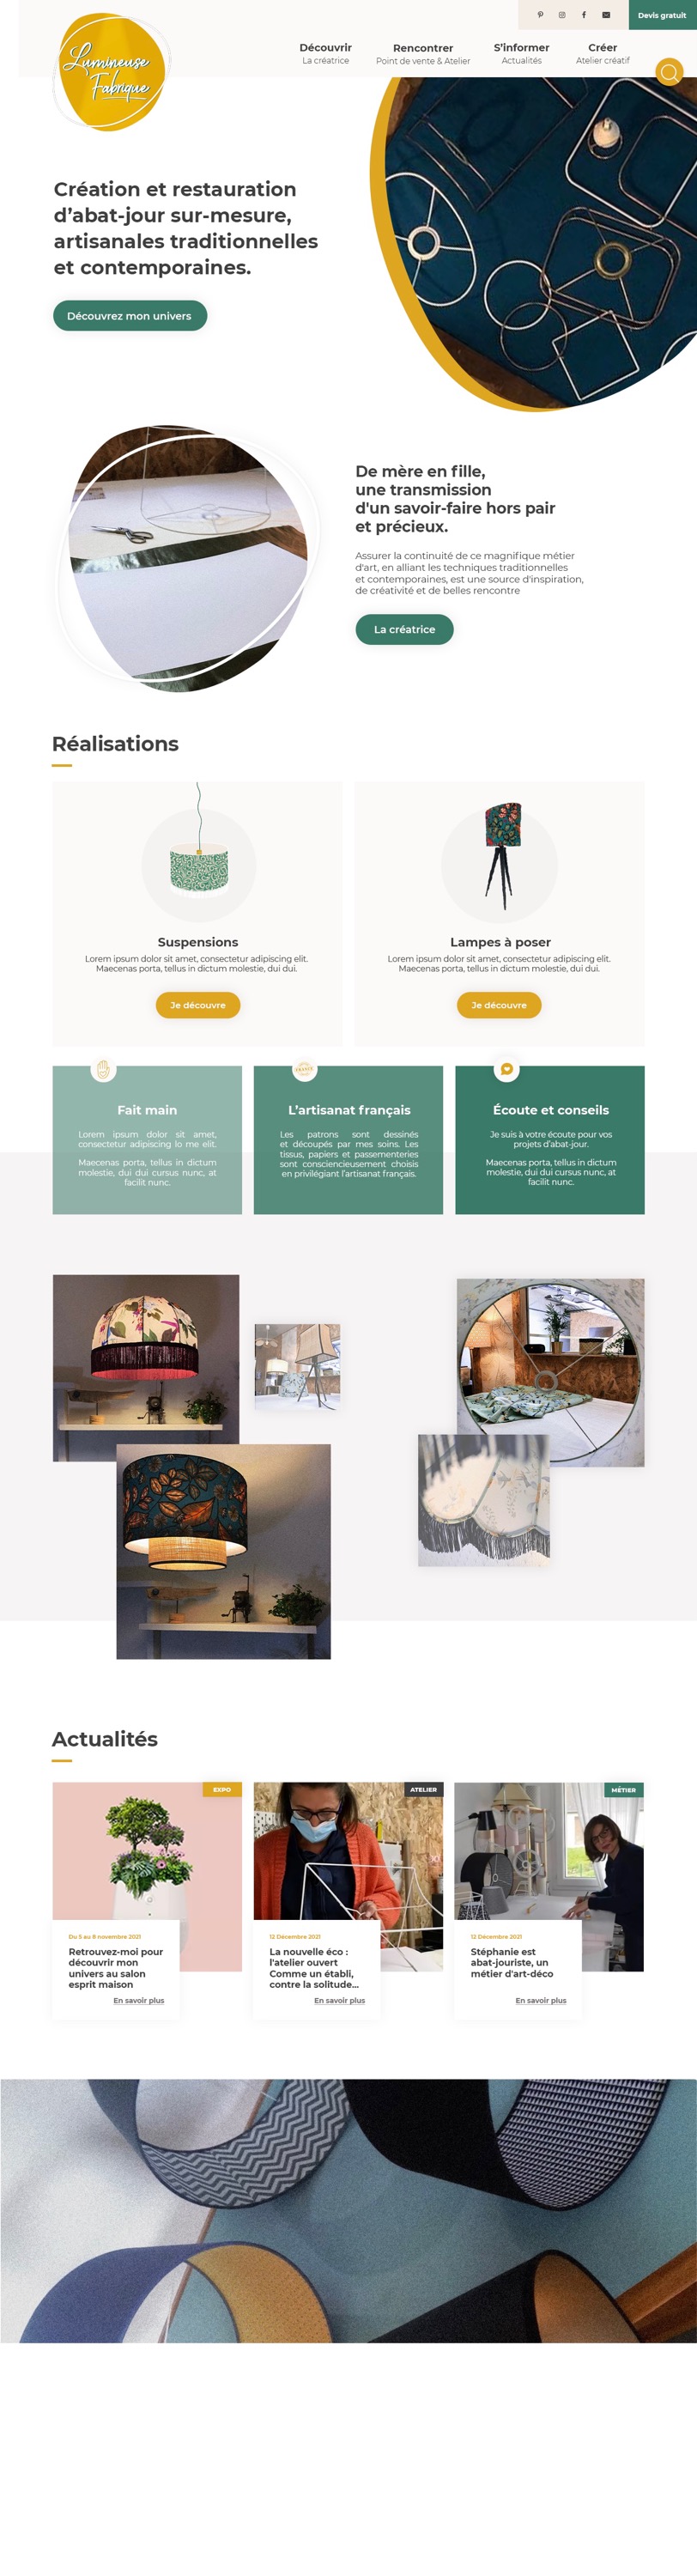 Devis gratuit
Lumineuse
Fabrique
Découvrir
La créatrice
Rencontrer
Point de vente & Atelier
S'informer
Actualités
Créer
Atelier créatif
Création et restauration
d'abat-jour sur-mesure,
artisanales traditionnelles
et contemporaines.
Découvrez mon univers
De mère en fille,
une transmission
d'un savoir-faire hors pair
et précieux.
Assurer la continuité de ce magnifique métier
d'art, en alliant les techniques traditionnelles
et contemporaines, est une source d'inspiration,
de créativité et de belles rencontre
La créatrice
Réalisations
Suspensions
Lorem ipsum dolor sit amet, consectetur adipiscing elit.
Maecenas porta, tellus in dictum molestie, dui dui.
Je découvre
Lampes à poser
Lorem ipsum dolor sit amet, consectetur adipiscing elit.
Maecenas porta, tellus in dictum molestie, dui dui.
Je découvre
Fait main
Lorem ipsum dolor sit amet,
consectetur adipiscing lo me elit.
Maecenas porta, tellus in dictum
molestie, dui dui cursus nunc, at
facilit nunc.
FRANCE
L'artisanat français
Les patrons sont dessinés
et découpés par mes soins. Les
tissus, papiers et passementeries
sont consciencieusement choisis
en privilégiant l'artisanat français.
Écoute et conseils
Je suis à votre écoute pour vos
projets d'abat-jour.
Maecenas porta, tellus in dictum
molestie, dui dui cursus nunc, at
facilit nunc.
Actualités
EXPO
Du 5 au 8 novembre 2021
Retrouvez-moi pour
découvrir mon
univers au salon
esprit maison
En savoir plus
ATELIER
12 Décembre 2021
La nouvelle éco :
l'atelier ouvert
Comme un établi,
contre la solitude...
En savoir plus
MÉTIER
12 Décembre 2021
Stéphanie est
abat-jouriste, un
métier d'art-déco
En savoir plus